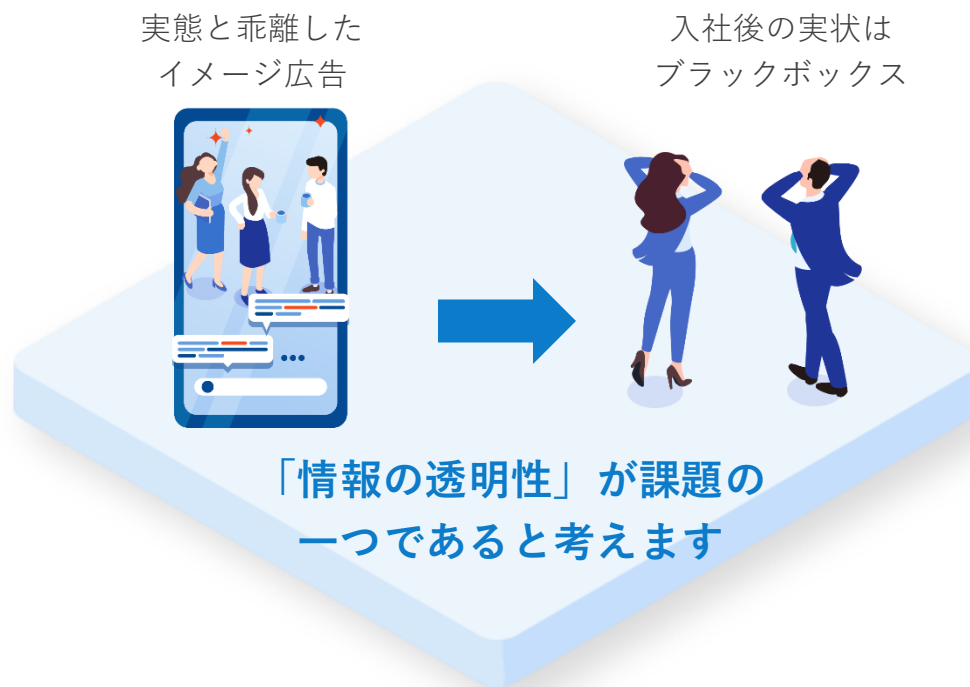 実態と乖離した
イメージ広告
入社後の実状は
ブラックボックス
「情報の透明性」が課題の
一つであると考えます